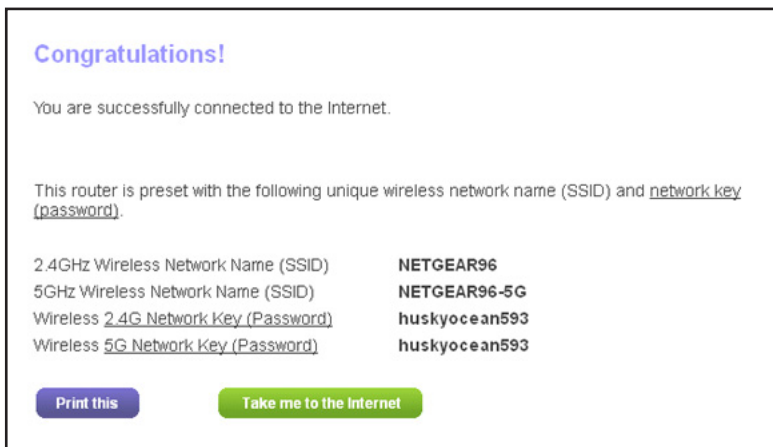 Congratulations!
You are successfully connected to the Internet.
This router is preset with the following unique wireless network name (SSID) and network key
(password).
2.4GHz Wireless Network Name (SSID) NETGEAR96
5GHz Wireless Network Name (SSID) NETGEAR96-5G
Wireless 2.4G Network Key (Password) huskyocean593
Wireless 5G Network Key (Password) huskyocean593
Print this Take me to the Internet